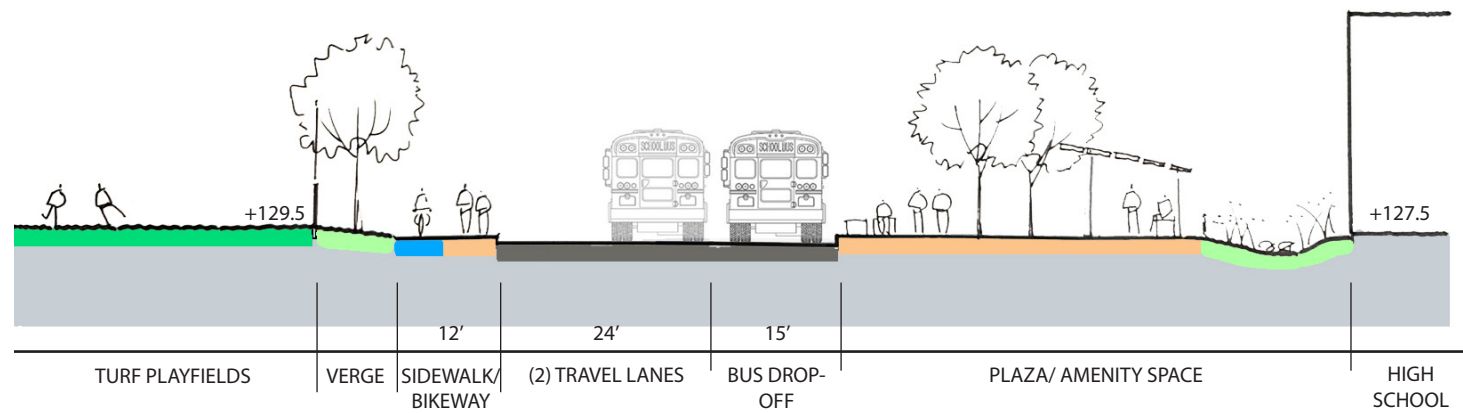 SCHOOL BUS
SCHOOL BUS
+129.5
+127.5
12’
24’
15’
TURF PLAYFIELDS
VERGE
SIDEWALK/
BIKEWAY
(2) TRAVEL LANES
BUS DROP-
OFF
PLAZA/ AMENITY SPACE
HIGH
SCHOOL